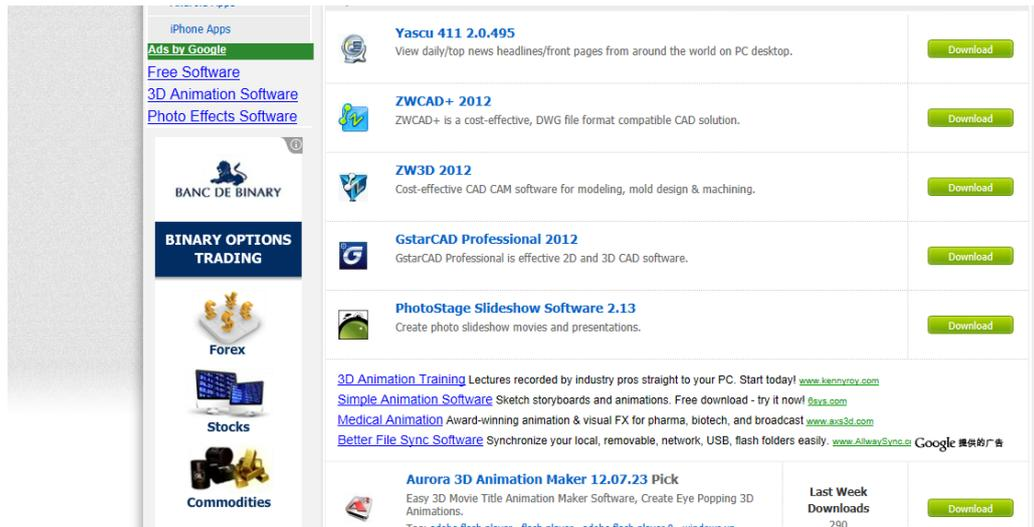 iPhone Apps
Ads by Google
Free Software
3D Animation Software
Photo Effects Software
BANC DE BINARY
BINARY OPTIONS
TRADING
Forex
Stocks
Commodities
Yascu 411 2.0.495
View daily/top news headlines/front pages from around the world on PC desktop.
Download
ZWCAD+ 2012
ZWCAD+ is a cost-effective, DWG file format compatible CAD solution.
Download
ZW3D 2012
Cost-effective CAD CAM software for modeling, mold design & machining.
Download
GstarCAD Professional 2012
GstarCAD Professional is effective 2D and 3D CAD software.
Download
PhotoStage Slideshow Software 2.13
Create photo slideshow movies and presentations.
Download
3D Animation Training Lectures recorded by industry pros straight to your PC. Start today! www.kennyroy.com
Simple Animation Software Sketch storyboards and animations. Free download - try it now! 6sys.com
Medical Animation Award-winning animation & visual FX for pharma, biotech, and broadcast www.axs3d.com
Better File Sync Software Synchronize your local, removable, network, USB, flash folders easily. www.AllwaySync.c Google 提供的广告
Aurora 3D Animation Maker 12.07.23 Pick
Easy 3D Movie Title Animation Maker Software, Create Eye Popping 3D
Animations.
Last Week
Downloads
290
Download